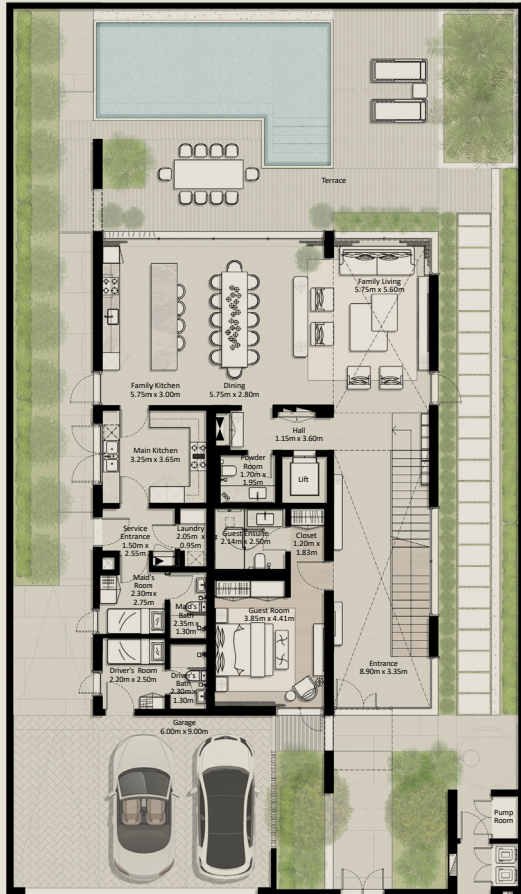 Terrace
Family Living
5.75m x 5.60m
Family Kitchen
5.75m x 3.00m
Dining
5.75m x 2.80m
Hall
1.15m x 3.60m
Main Kitchen
3.25m x 3.65m
Powder
Room
1.70m x
1.95m
Lift
Service
Entrance
1.50m x
2.55m
Laundry
2.05m x
0.95m
Guest Ensuite
2.14m x 2.50m
Closet
1.20m x
1.83m
Maid's
Room
2.30m x
2.75m
Maid's
Bath
2.35m x
1.30m
Guest Room
3.85m x 4.41m
Driver's Room
2.20m x 2.50m
Driver's
Bath
2.30m x
1.30m
Entrance
8.90m x 3.35m
Garage
6.00m x 9.00m
Pump
Room